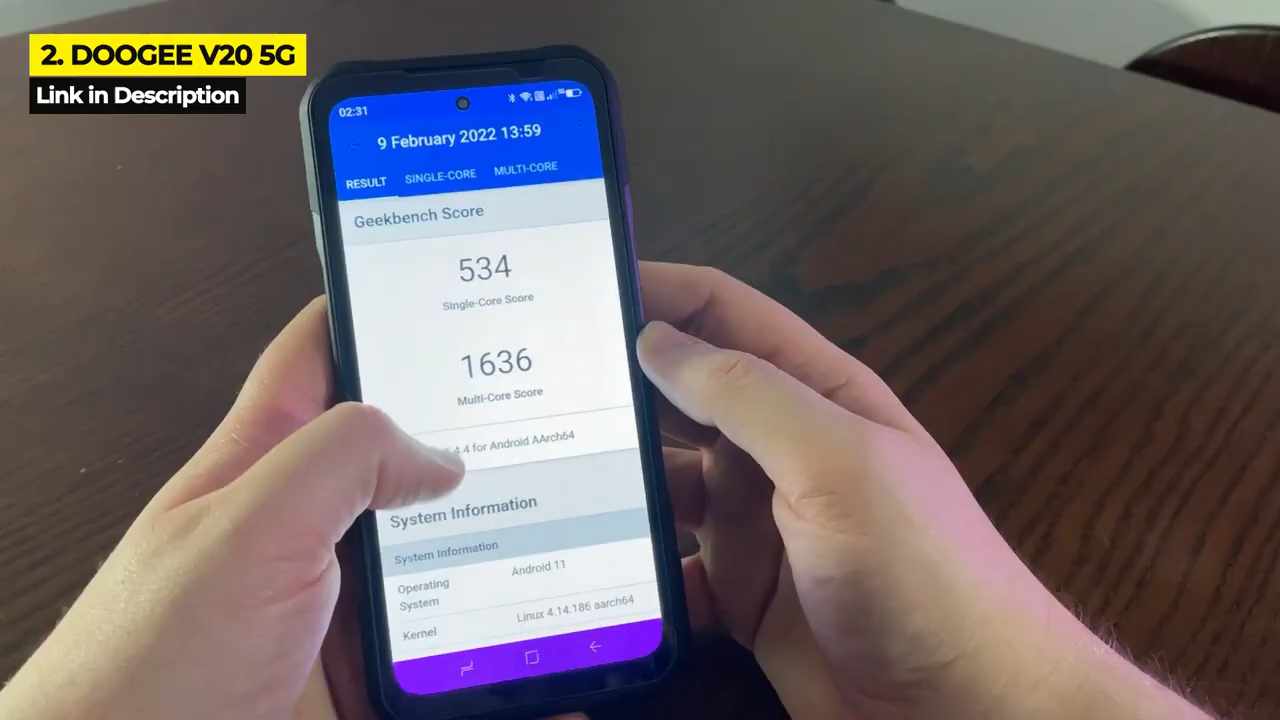 2. DOOGEE V20 5G
Link in Description
02:31
9 February 2022 13:59
RESULT SINGLE-CORE MULTI-CORE
Geekbench Score
534
Single-Core Score
1636
Multi-Core Score
4.4 for Android AArch64
System Information
System Information
Operating System Android 11
Kernel Linux 4.14.186 aarch64